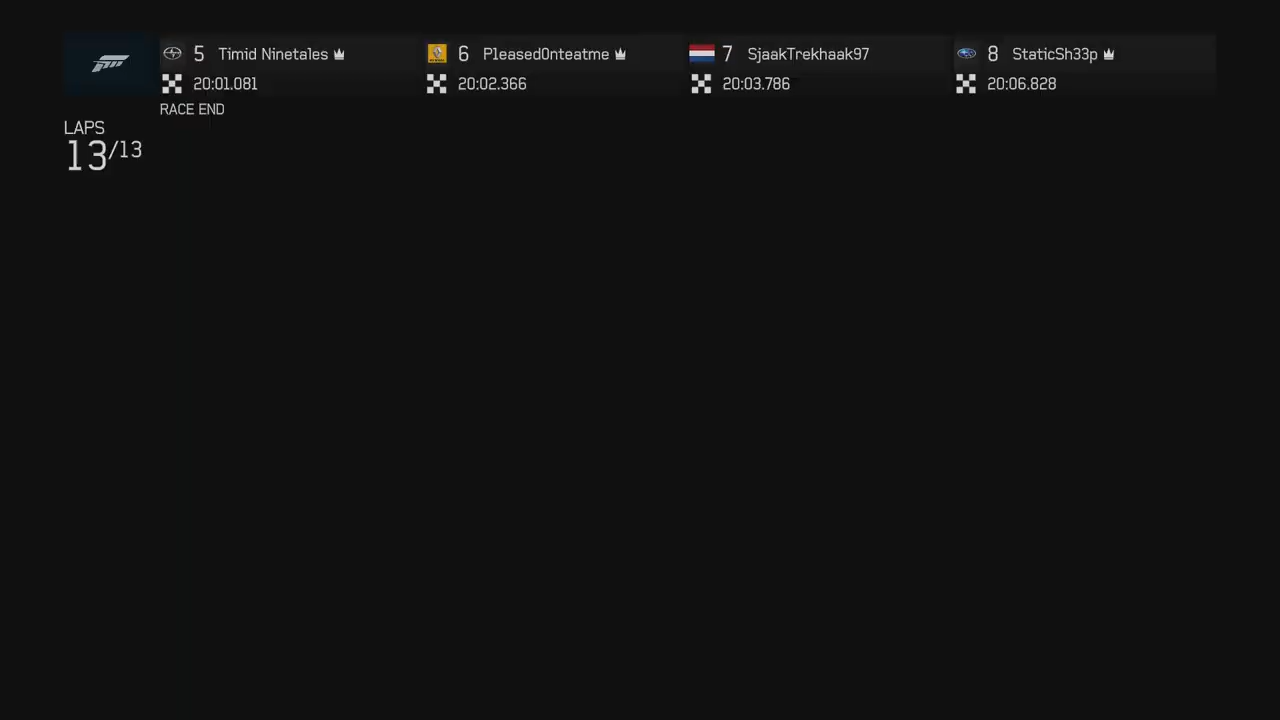 5 Timid Ninetales
20:01.081
6 Pleased0nteatme
20:02.366
7 SjaakTrekhaak97
20:03.786
8 StaticSh33p
20:06.828
RACE END
LAPS
13/13